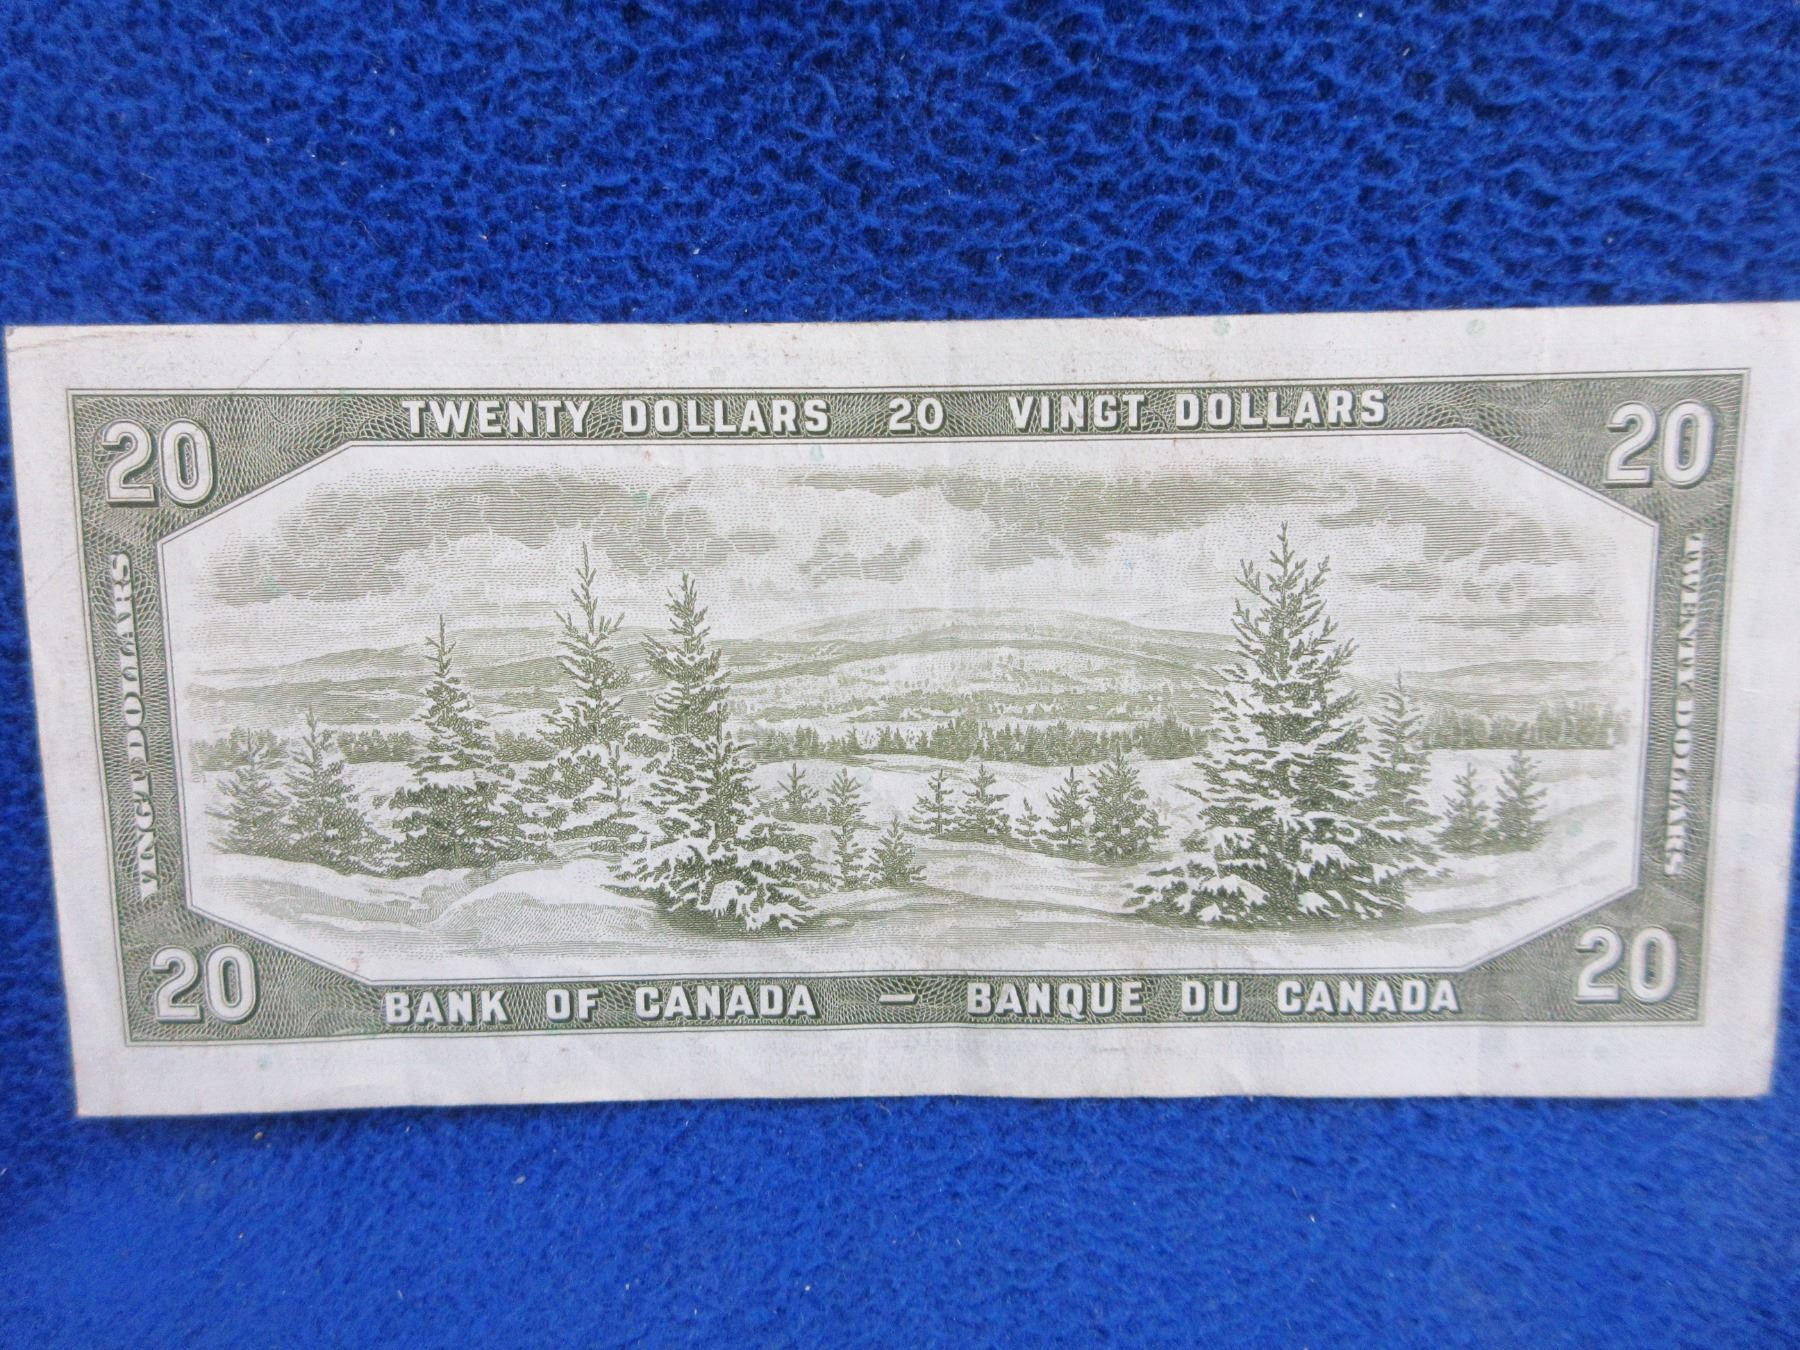 TWENTY DOLLARS 20 VINGT DOLLARS
20
20
VINGT DOLLARS
TWENTY DOLLARS
20
20
BANK OF CANADA — BANQUE DU CANADA